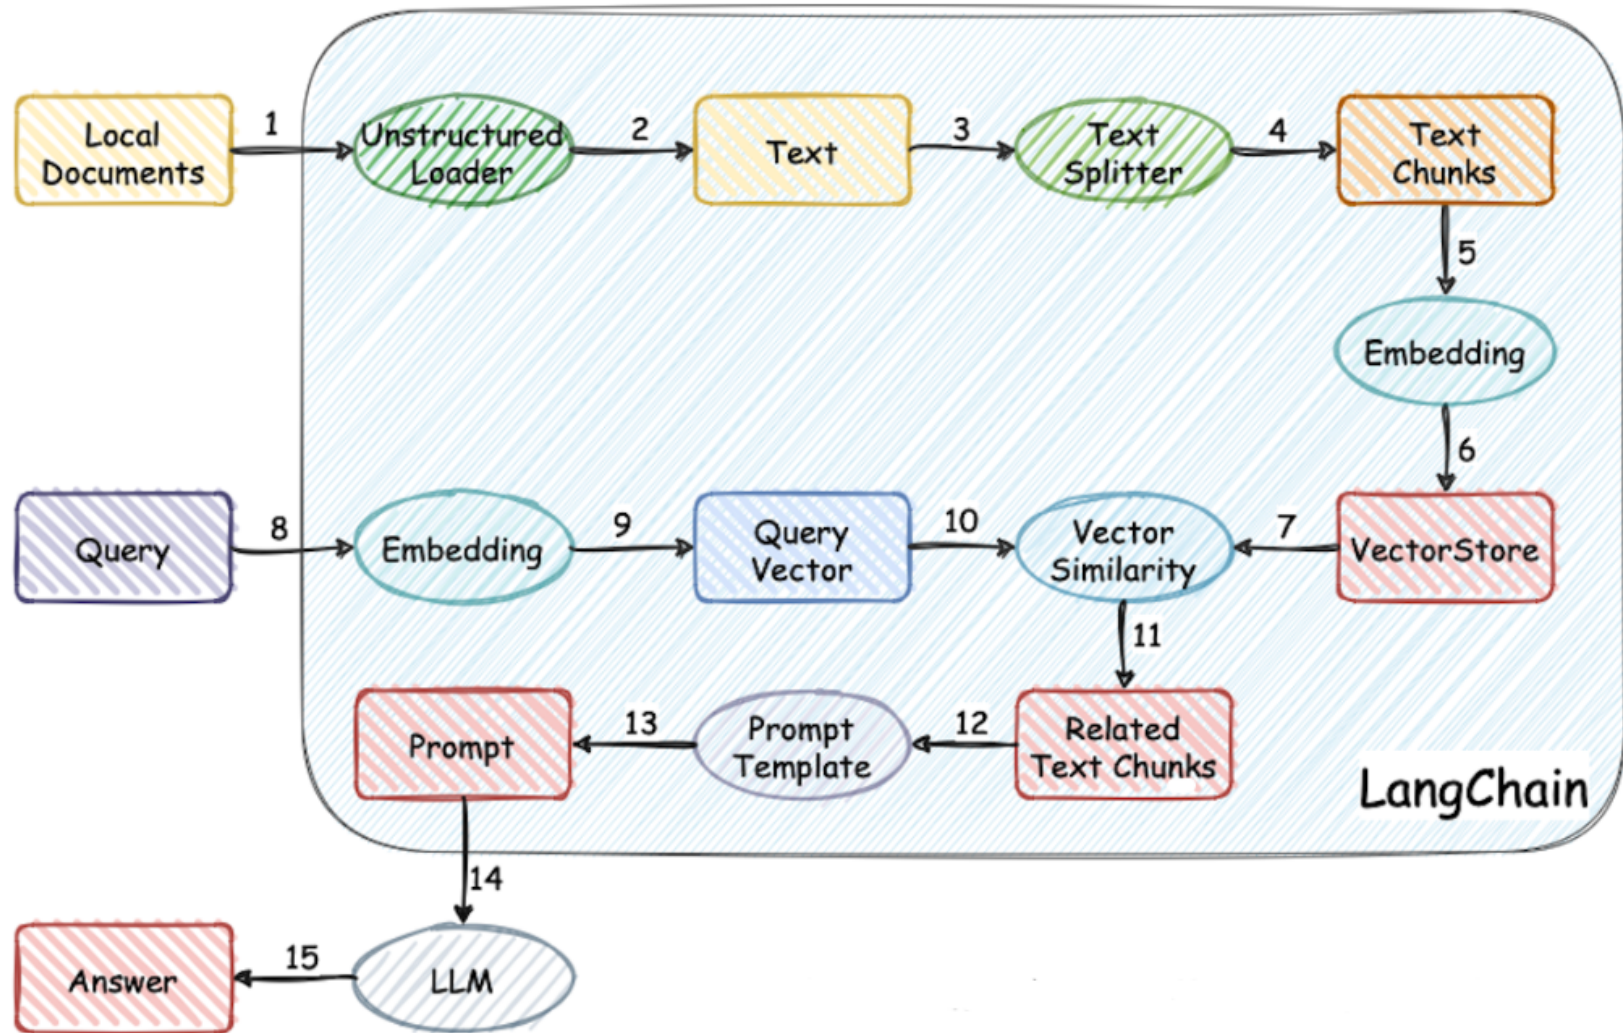 Local
Documents
1
Unstructured
Loader
2
Text
3
Text
Splitter
4
Text
Chunks
5
Embedding
6
Query
8
Embedding
9
Query
Vector
10
Vector
Similarity
7
VectorStore
11
Prompt
13
Prompt
Template
12
Related
Text Chunks
LangChain
14
Answer
15
LLM